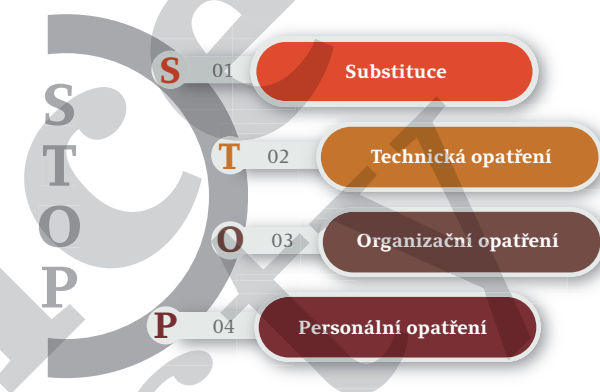 S
T
O
P
S 01 Substituce
T 02 Technická opatření
O 03 Organizační opatření
P 04 Personální opatření